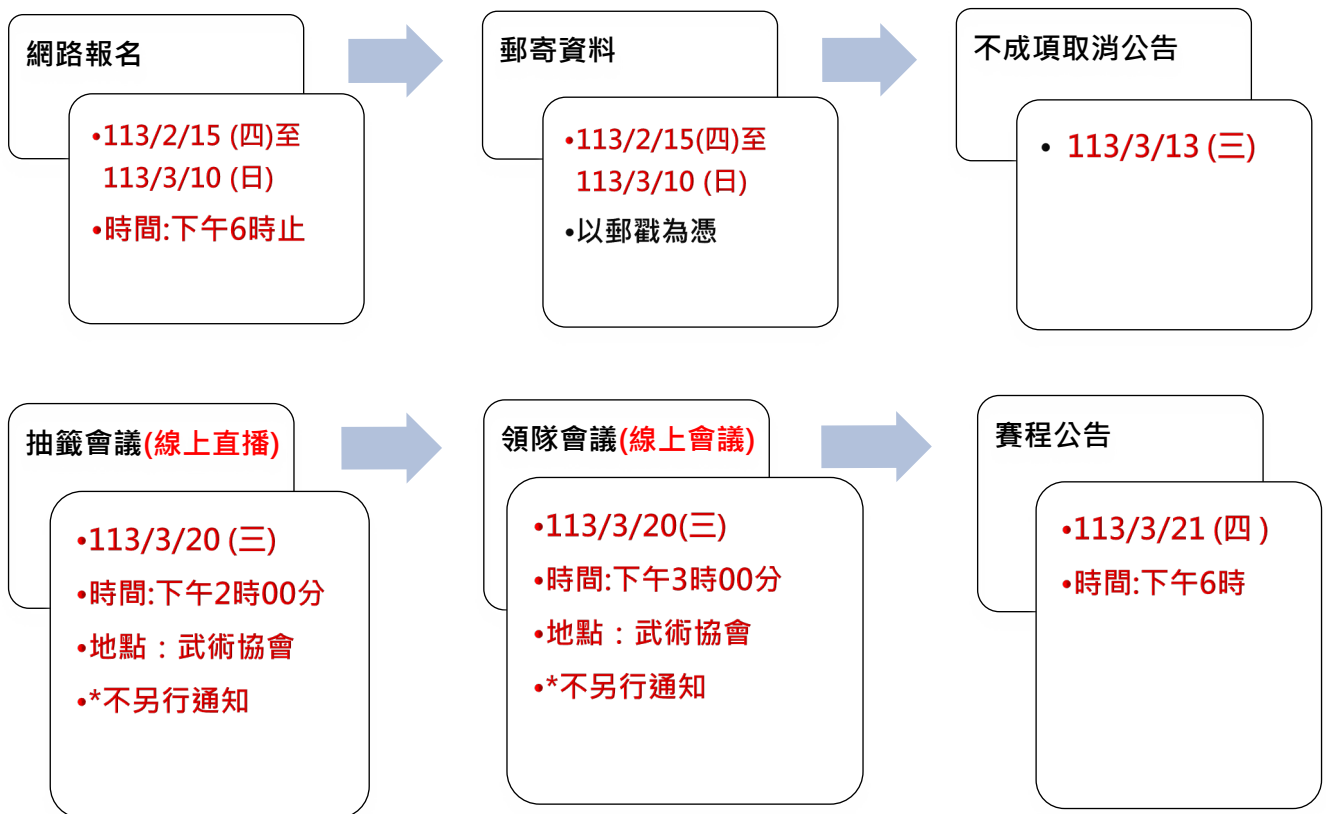 網路報名
•113/2/15 (四)至
113/3/10 (日)
•時間:下午6時止
郵寄資料
•113/2/15(四)至
113/3/10 (日)
•以郵戳為憑
不成項取消公告
• 113/3/13 (三)
抽籤會議(線上直播)
•113/3/20 (三)
•時間:下午2時00分
•地點：武術協會
•*不另行通知
領隊會議(線上會議)
•113/3/20(三)
•時間:下午3時00分
•地點：武術協會
•*不另行通知
賽程公告
•113/3/21 (四 )
•時間:下午6時